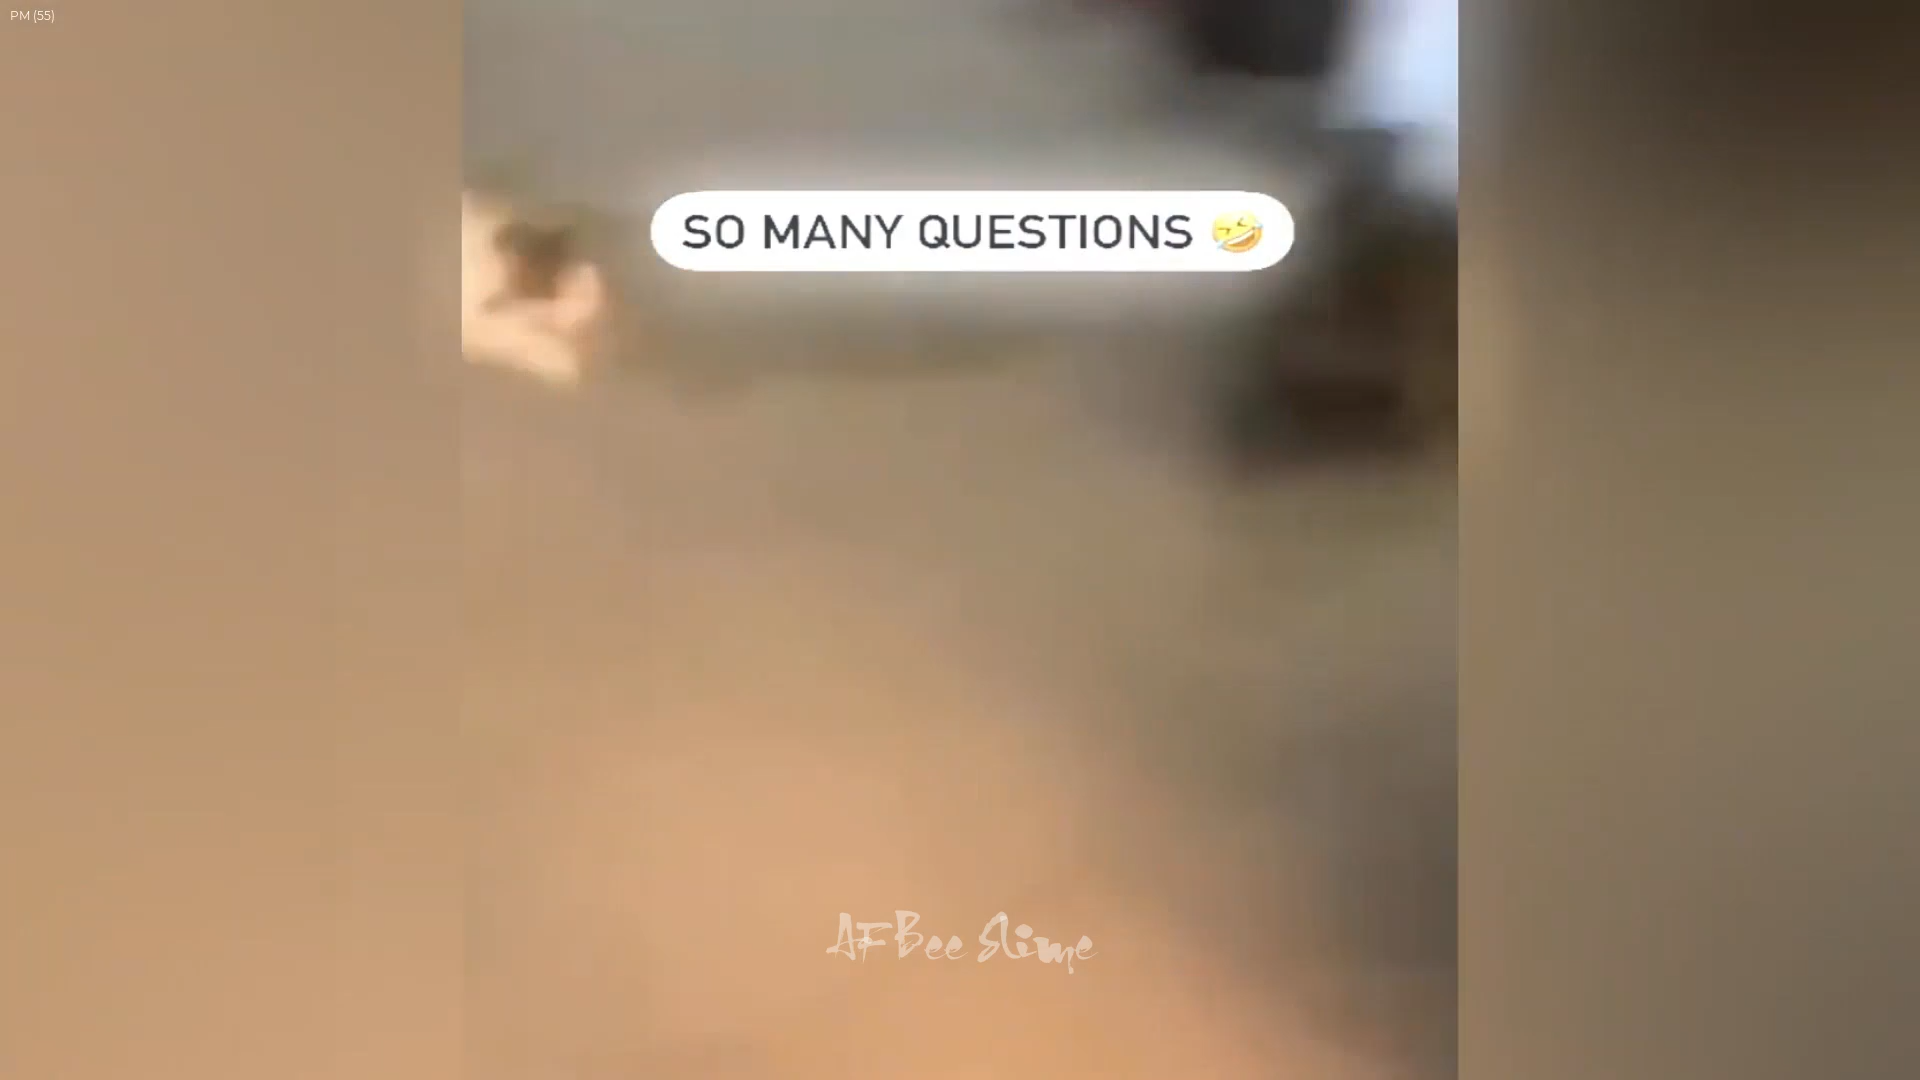 PM (55)
SO MANY QUESTIONS 🤣
AFBee Slime